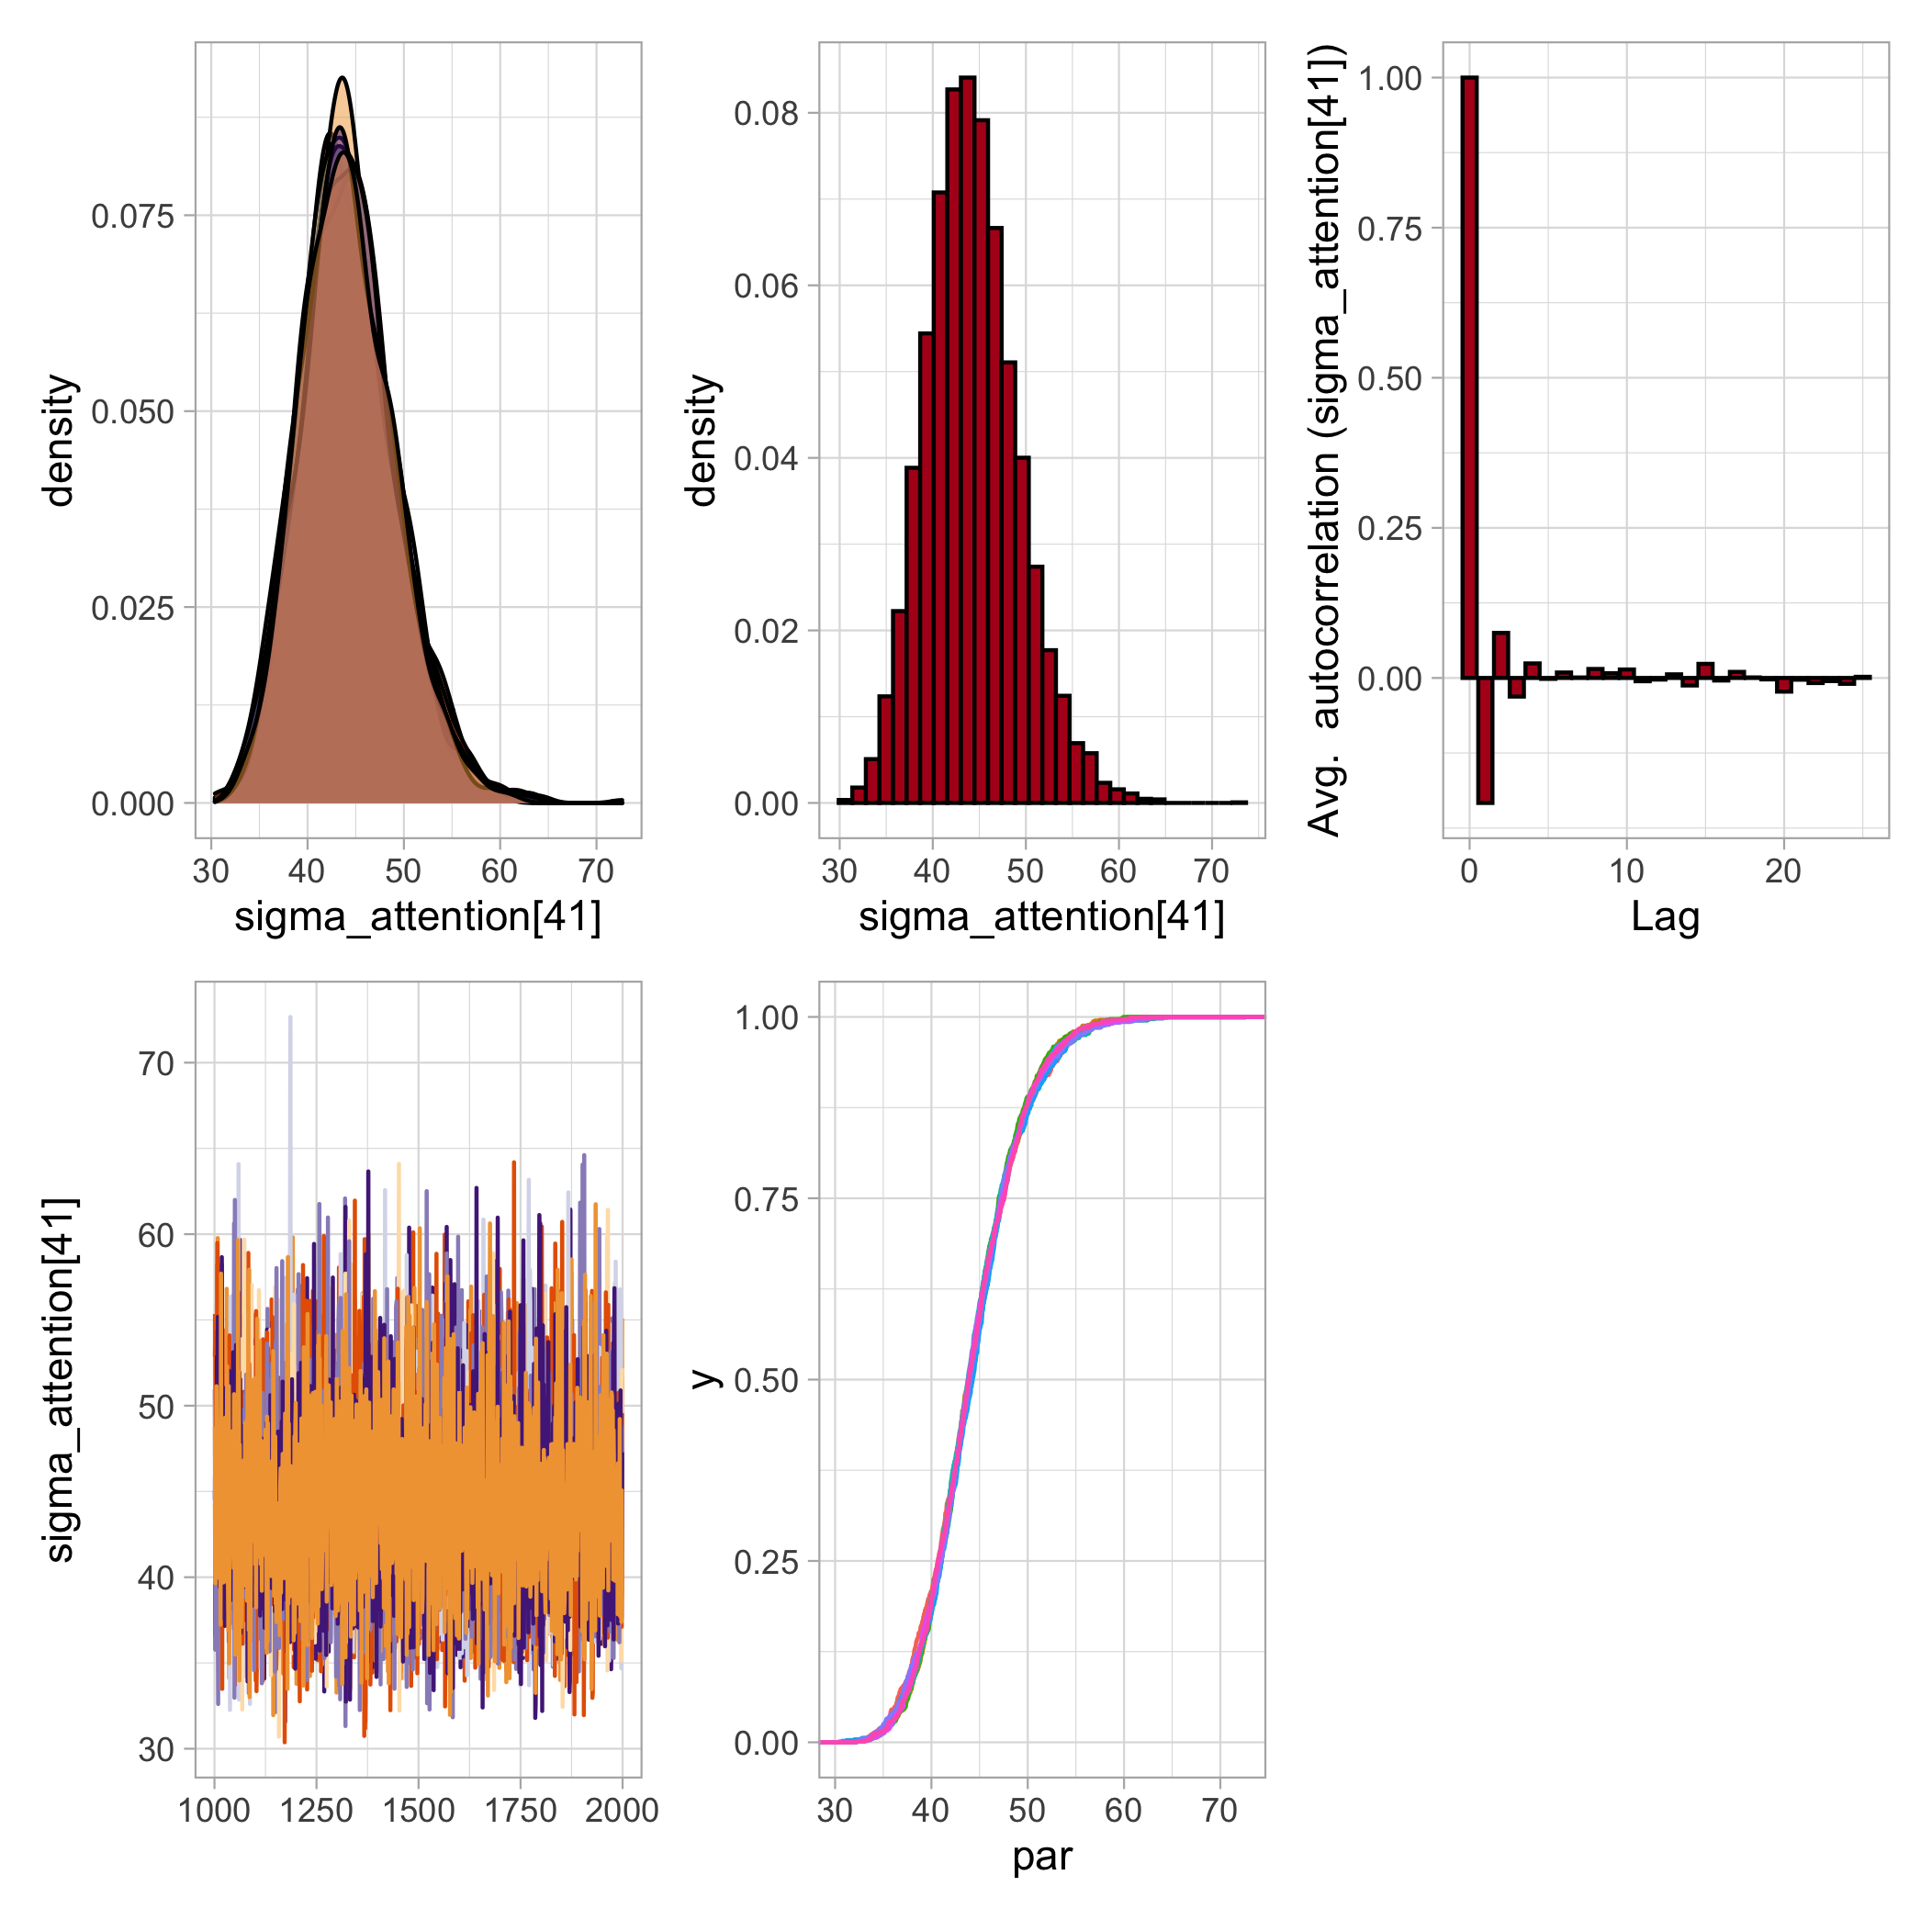 density
0.075
0.050
0.025
0.000
30 40 50 60 70
sigma_attention[41]
density
0.08
0.06
0.04
0.02
0.00
30 40 50 60 70
sigma_attention[41]
Avg. autocorrelation (sigma_attention[41])
1.00
0.75
0.50
0.25
0.00
0 10 20
Lag
sigma_attention[41]
70
60
50
40
30
1000 1250 1500 1750 2000
y
1.00
0.75
0.50
0.25
0.00
30 40 50 60 70
par